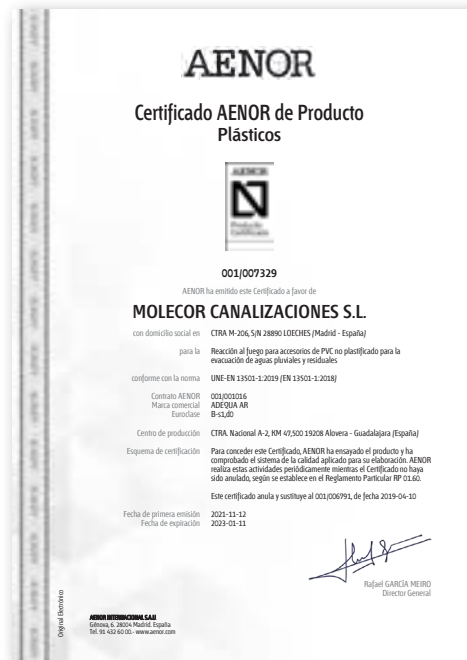 AENOR
Certificado AENOR de Producto
Plásticos
AENOR
Producto
Certificado
001/007329
AENOR ha emitido este Certificado a favor de
MOLECOR CANALIZACIONES S.L.
con domicilio social en CTRA M-206, S/N 28890 LOECHES (Madrid - España)
para la Reacción al fuego para accesorios de PVC no plastificado para la
evacuación de aguas pluviales y residuales
conforme con la norma UNE-EN 13501-1:2019 (EN 13501-1:2018)
Contrato AENOR 001/001016
Marca comercial ADEQUA AR
Euroclase B-s1,d0
Centro de producción CTRA. Nacional A-2, KM 47,500 19208 Alovera - Guadalajara (España)
Esquema de certificación Para conceder este Certificado, AENOR ha ensayado el producto y ha
comprobado el sistema de la calidad aplicado para su elaboración. AENOR
realiza estas actividades periódicamente mientras el Certificado no haya
sido anulado, según se establece en el Reglamento Particular RP 01.60.
Este certificado anula y sustituye al 001/006791, de fecha 2019-04-10
Fecha de primera emisión 2021-11-12
Fecha de expiración 2023-01-11
Rafael GARCÍA MEIRO
Director General
Original Electrónico
AENOR INTERNACIONAL S.A.U.
Génova, 6. 28004 Madrid. España
Tel. 91 432 60 00.- www.aenor.com